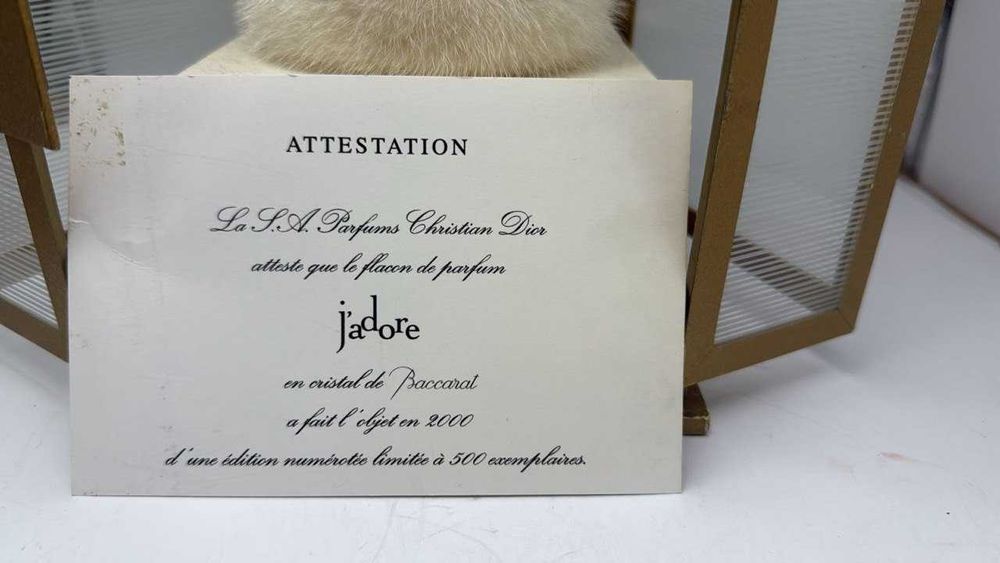 ATTESTATION
La S.A. Parfums Christian Dior
atteste que le flacon de parfum
j'adore
en cristal de Baccarat
a fait l'objet en 2000
d'une édition numérotée limitée à 500 exemplaires.